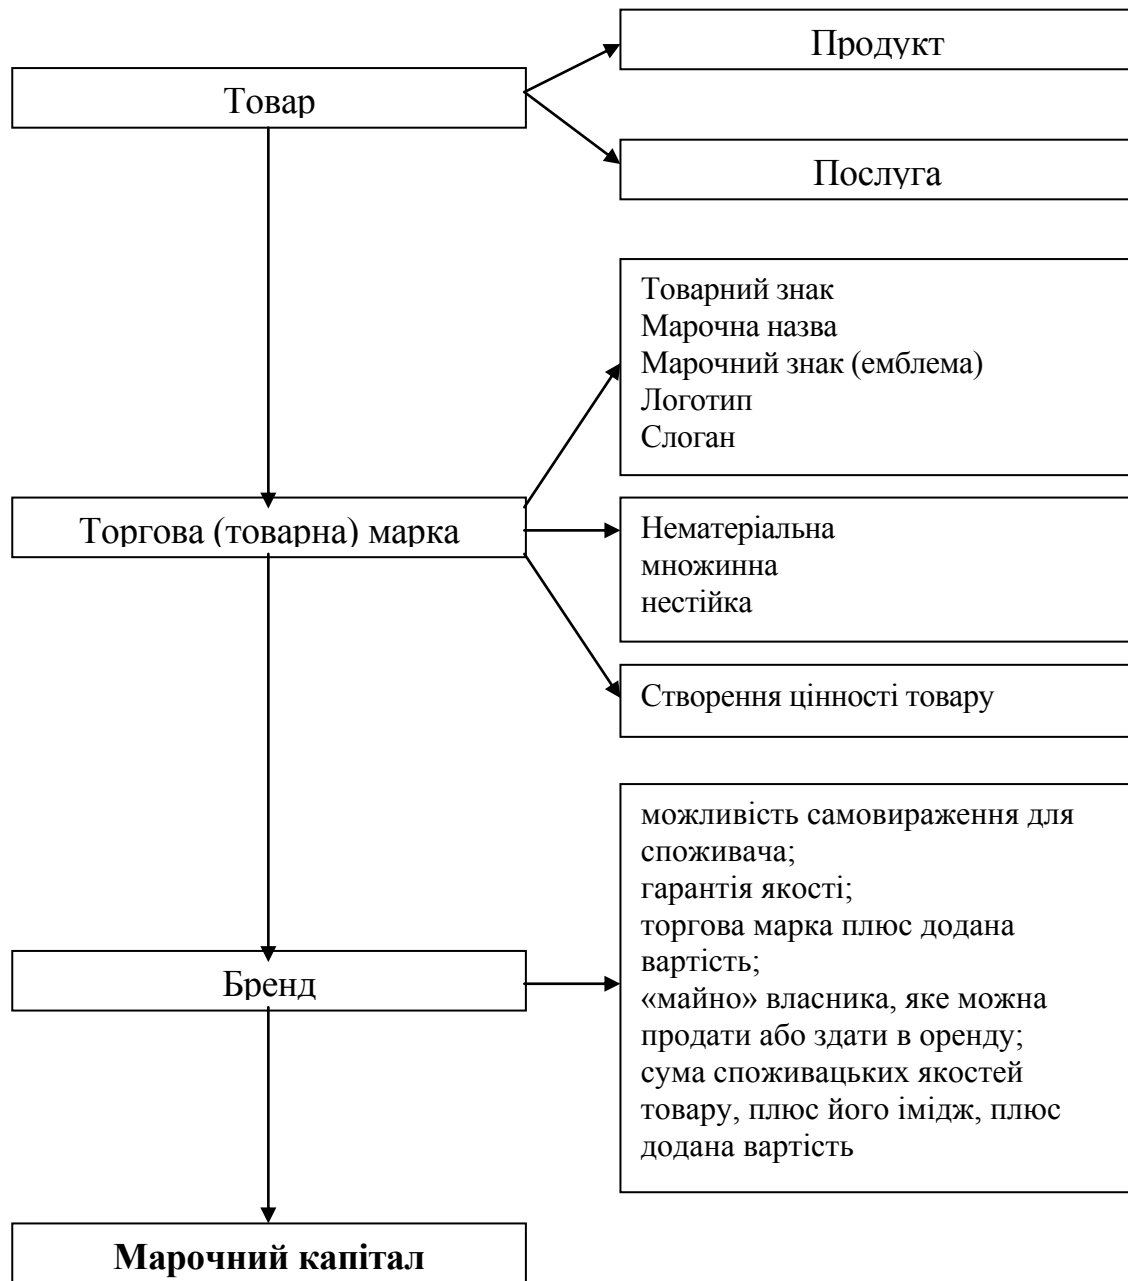 Продукт
Товар
Послуга
Товарний знак
Марочна назва
Марочний знак (емблема)
Логотип
Слоган
Торгова (товарна) марка
Нематеріальна
множинна
нестійка
Створення цінності товару
можливість самовираження для
споживача;
гарантія якості;
торгова марка плюс додана
вартість;
«майно» власника, яке можна
продати або здати в оренду;
сума споживацьких якостей
товару, плюс його імідж, плюс
додана вартість
Бренд
Марочний капітал